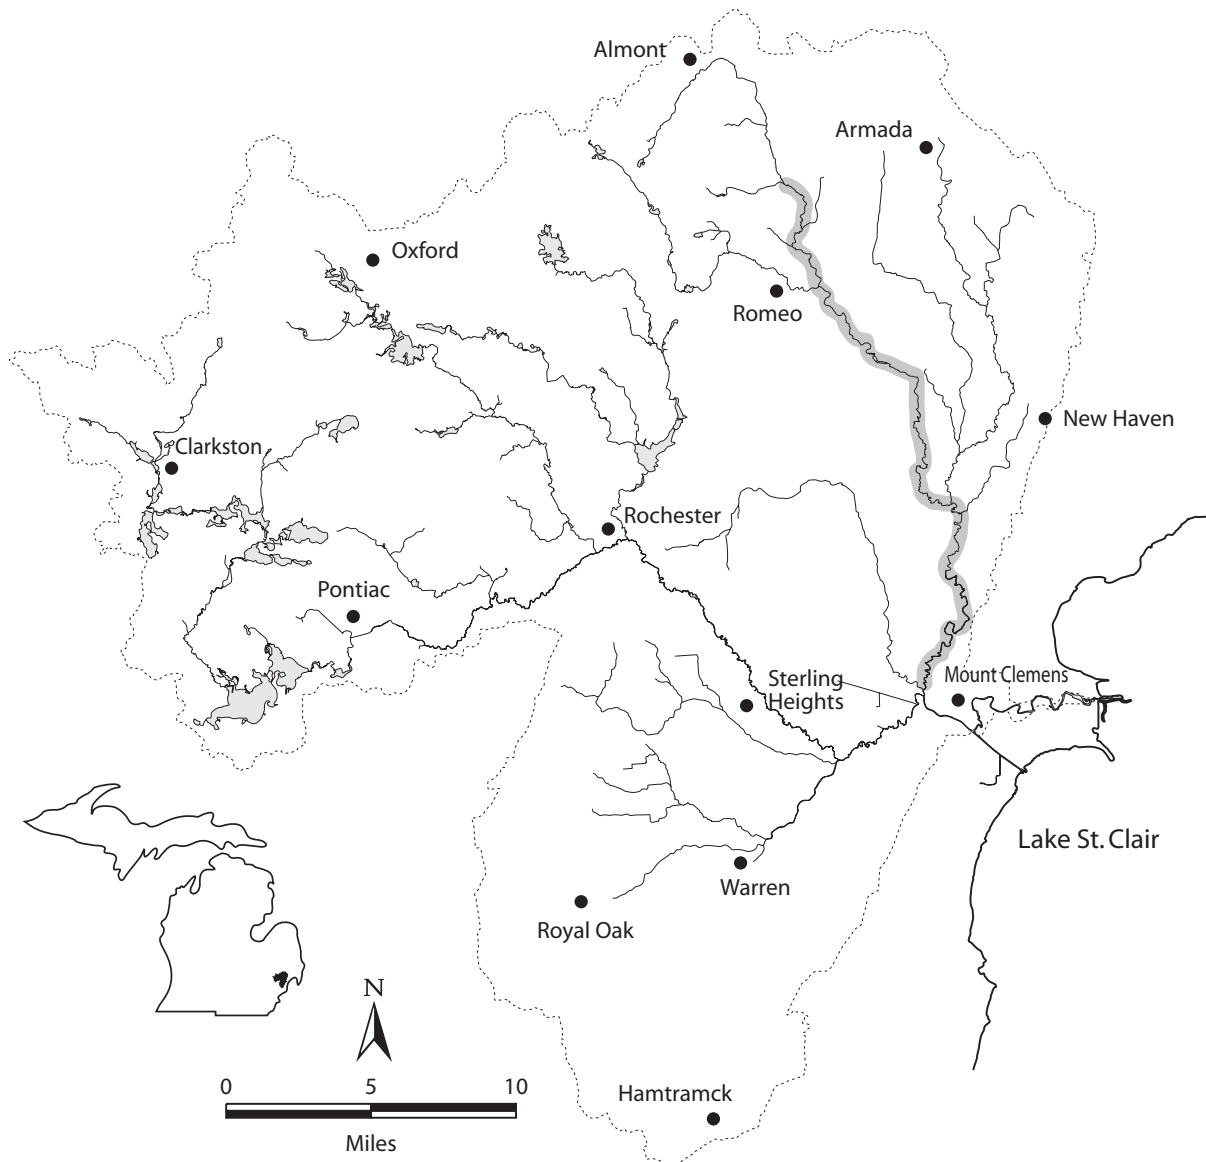 Almont
Armada
Oxford
Romeo
New Haven
Clarkston
Rochester
Pontiac
Sterling
Heights
Mount Clemens
Lake St. Clair
Warren
Royal Oak
N
0 5 10
Miles
Hamtramck